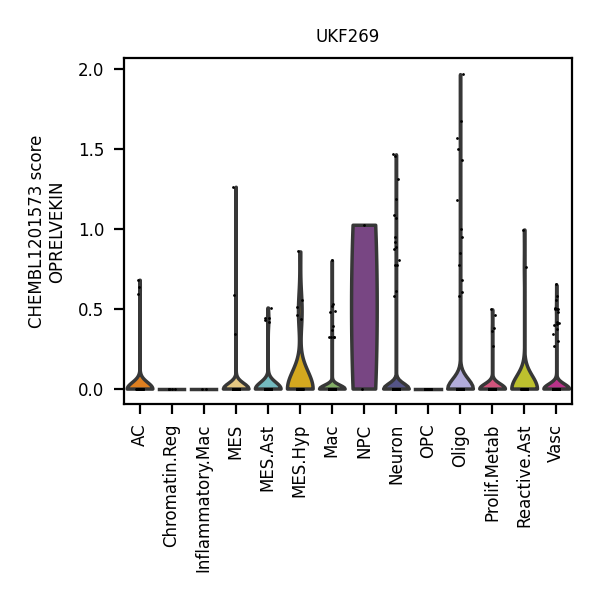 UKF269
CHEMBL1201573 score
OPRELVEKIN
2.0
1.5
1.0
0.5
0.0
AC
Chromatin.Reg
Inflammatory.Mac
MES
MES.Ast
MES.Hyp
Mac
NPC
Neuron
OPC
Oligo
Prolif.Metab
Reactive.Ast
Vasc